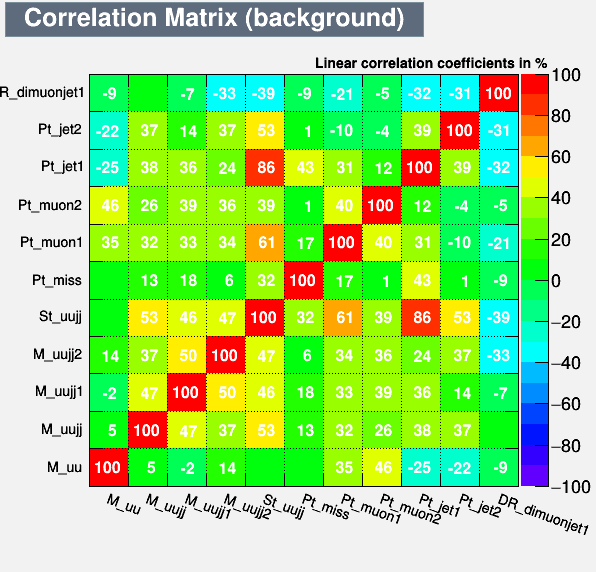 Correlation Matrix (background)
Linear correlation coefficients in %
R_dimuonjet1 -9 -7 -33 -39 -9 -21 -5 -32 -31 100
Pt_jet2 -22 37 14 37 53 1 -10 -4 39 100 -31
Pt_jet1 -25 38 36 24 86 43 31 12 100 39 -32
Pt_muon2 46 26 39 36 39 1 40 100 12 -4 -5
Pt_muon1 35 32 33 34 61 17 100 40 31 -10 -21
Pt_miss 13 18 6 32 100 17 1 43 1 -9
St_uujj 53 46 47 100 32 61 39 86 53 -39
M_uujj2 14 37 50 100 47 6 34 36 24 37 -33
M_uujj1 -2 47 100 50 46 18 33 39 36 14 -7
M_uujj 5 100 47 37 53 13 32 26 38 37
M_uu 100 5 -2 14 35 46 -25 -22 -9
M_uu M_uujj M_uujj1 M_uujj2 St_uujj Pt_miss Pt_muon1 Pt_muon2 Pt_jet1 Pt_jet2 DR_dimuonjet1
100
80
60
40
20
0
−20
−40
−60
−80
−100